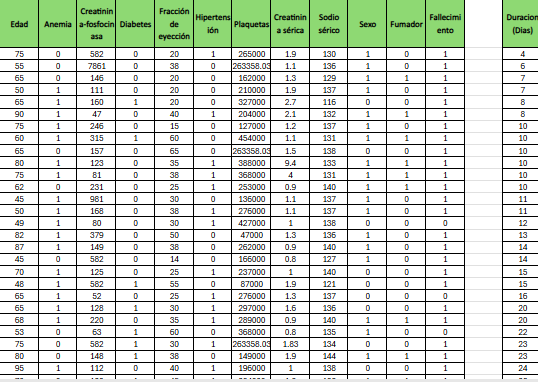 Edad Anemia Creatinin a-fosfocin asa Diabetes Fracción de eyección Hipertens ión Plaquetas Creatinin a sérica Sodio sérico Sexo Fumador Fallecimi ento Duracion (Dias)
75 0 582 0 20 1 265000 1.9 130 1 0 1 4
55 0 7861 0 38 0 263358.03 1.1 136 1 0 1 6
65 0 146 0 20 0 162000 1.3 129 1 1 1 7
50 1 111 0 20 0 210000 1.9 137 1 0 1 7
65 1 160 1 20 0 327000 2.7 116 0 0 1 8
90 1 47 0 40 1 204000 2.1 132 1 1 1 8
75 1 246 0 15 0 127000 1.2 137 1 0 1 10
60 1 315 1 60 0 454000 1.1 131 1 1 1 10
65 0 157 0 65 0 263358.03 1.5 138 0 0 1 10
80 1 123 0 35 1 388000 9.4 133 1 1 1 10
75 1 81 0 38 1 368000 4 131 1 1 1 10
62 0 231 0 25 1 253000 0.9 140 1 1 1 10
45 1 981 0 30 0 136000 1.1 137 1 0 1 11
50 1 168 0 38 1 276000 1.1 137 1 0 1 11
49 1 80 0 30 1 427000 1 138 0 0 0 12
82 1 379 0 50 0 47000 1.3 136 1 0 1 13
87 1 149 0 38 0 262000 0.9 140 1 0 1 14
45 0 582 0 14 0 166000 0.8 127 1 0 1 14
70 1 125 0 25 1 237000 1 140 0 0 1 15
48 1 582 1 55 0 87000 1.9 121 0 0 1 15
65 1 52 0 25 1 276000 1.3 137 0 0 0 16
65 1 128 1 30 1 297000 1.6 136 0 0 1 20
68 1 220 0 35 1 289000 0.9 140 1 1 1 20
53 0 63 1 60 0 368000 0.8 135 1 0 0 22
75 0 582 1 30 1 263358.03 1.83 134 0 0 1 23
80 0 148 1 38 0 149000 1.9 144 1 1 1 23
95 1 112 0 40 1 196000 1 138 0 0 1 24